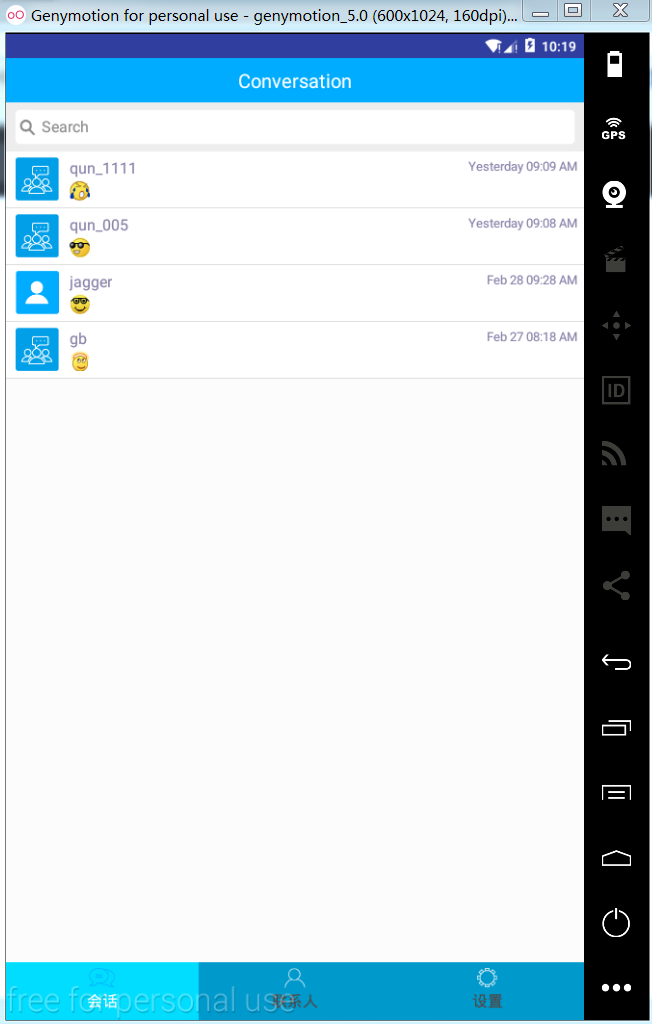 Genymotion for personal use - genymotion_5.0 (600x1024, 160dpi)...
10:19
Conversation
Search
qun_1111
Yesterday 09:09 AM
qun_005
Yesterday 09:08 AM
jagger
Feb 28 09:28 AM
gb
Feb 27 08:18 AM
GPS
ID
free for personal use
会话
联系人
设置